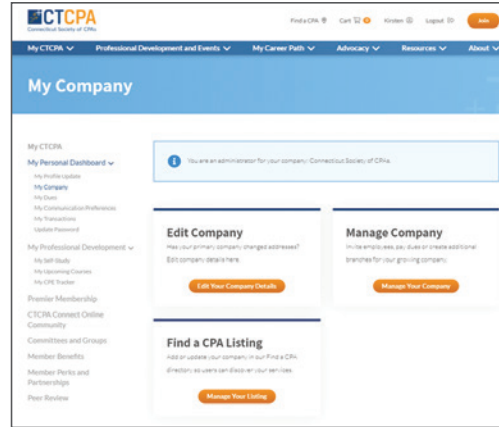 CTCPA
Connecticut Society of CPAs
Find a CPA Cart 0 Kirsten Logout Join
My CTCPA Professional Development and Events My Career Path Advocacy Resources About
My Company
My CTCPA
My Personal Dashboard
My Profile Update
My Company
My Dues
My Communication Preferences
My Transactions
Update Password
My Professional Development
My Self-Study
My Upcoming Courses
My CPE Tracker
Premier Membership
CTCPA Connect Online
Community
Committees and Groups
Member Benefits
Member Perks and
Partnerships
Peer Review
You are an administrator for your company: Connecticut Society of CPAs
Edit Company
Has your primary company changed addresses?
Edit company details here.
Edit Your Company Details
Manage Company
Invite employees, pay dues or create additional
branches for your growing company.
Manage Your Company
Find a CPA Listing
Add or update your company in our Find a CPA
directory so users can discover your services.
Manage Your Listing